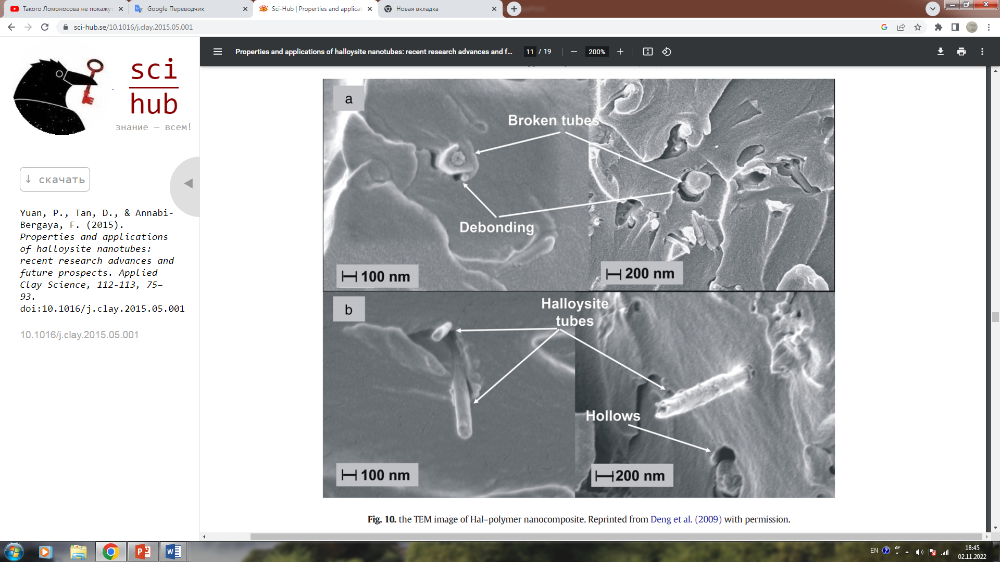 Такого Ломоносова не покажут
Google Переводчик
Sci-Hub | Properties and applicat
Новая вкладка
sci-hub.se/10.1016/j.clay.2015.05.001
sci
hub
знание — всем!
↓ скачать
Yuan, P., Tan, D., & Annabi-
Bergaya, F. (2015).
Properties and applications
of halloysite nanotubes:
recent research advances and
future prospects. Applied
Clay Science, 112-113, 75–
93.
doi:10.1016/j.clay.2015.05.001
10.1016/j.clay.2015.05.001
Properties and applications of halloysite nanotubes: recent research advances and f...
11 / 19
200%
a
Broken tubes
Debonding
100 nm
200 nm
b
Halloysite
tubes
Hollows
100 nm
200 nm
Fig. 10. the TEM image of Hal–polymer nanocomposite. Reprinted from Deng et al. (2009) with permission.
EN
18:45
02.11.2022